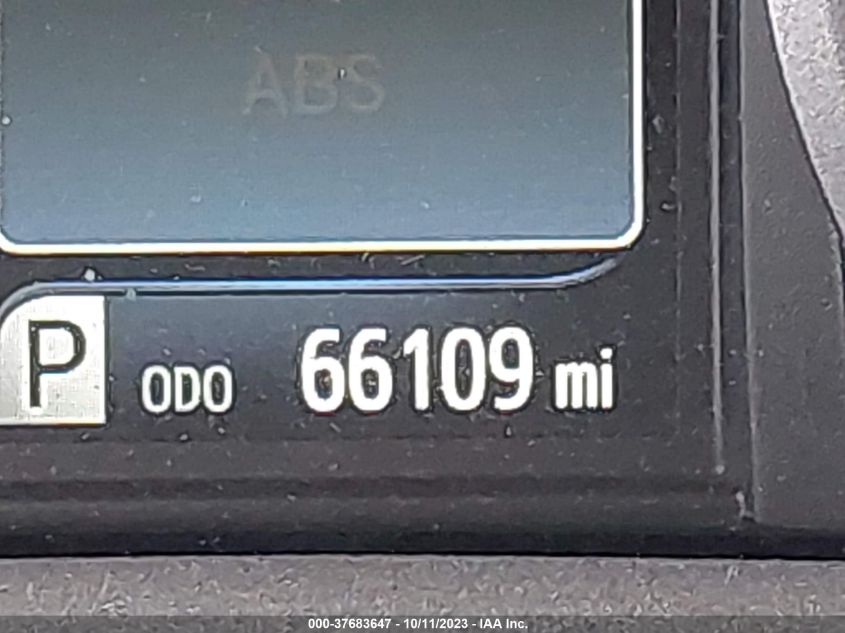 ABS
P ODO 66109 mi
000-37683647 - 10/11/2023 - IAA Inc.